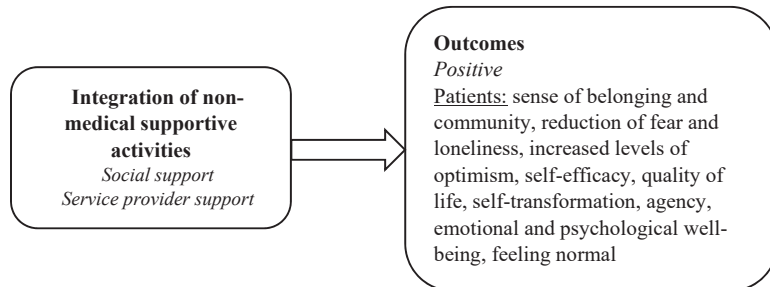 Integration of non-
medical supportive
activities
Social support
Service provider support
Outcomes
Positive
Patients: sense of belonging and
community, reduction of fear and
loneliness, increased levels of
optimism, self-efficacy, quality of
life, self-transformation, agency,
emotional and psychological well-
being, feeling normal